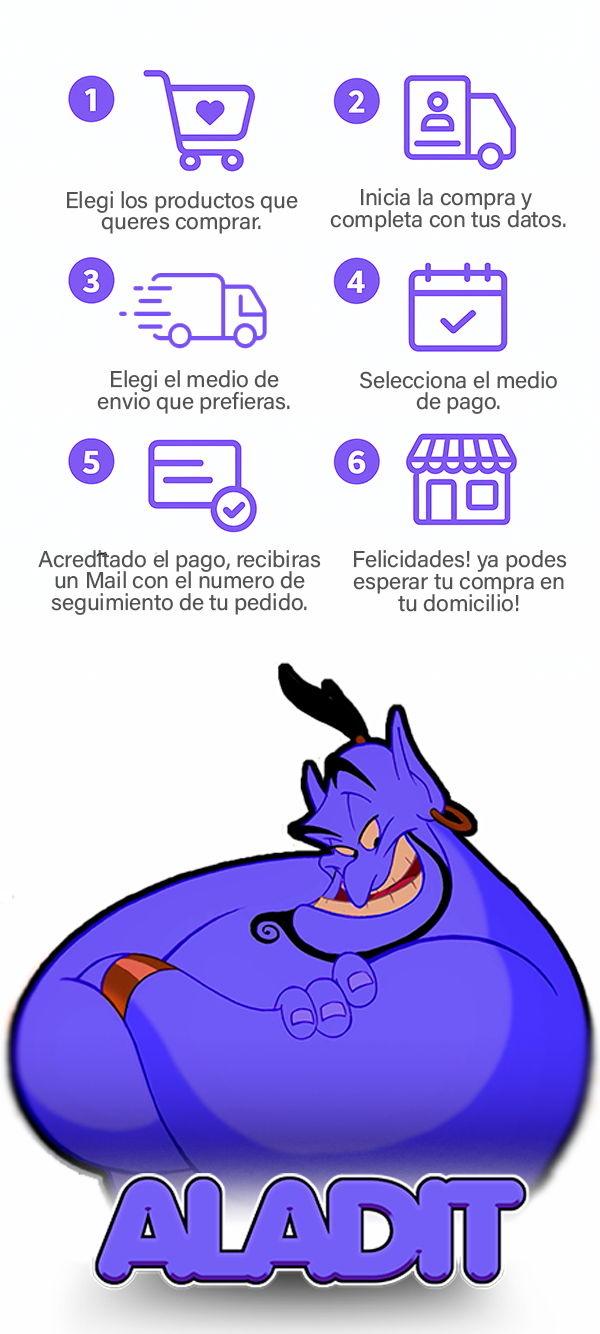 1
Elegi los productos que
queres comprar.
2
Inicia la compra y
completa con tus datos.
3
Elegi el medio de
envio que prefieras.
4
Selecciona el medio
de pago.
5
Acreditado el pago, recibiras
un Mail con el numero de
seguimiento de tu pedido.
6
Felicidades! ya podes
esperar tu compra en
tu domicilio!
ALADIT